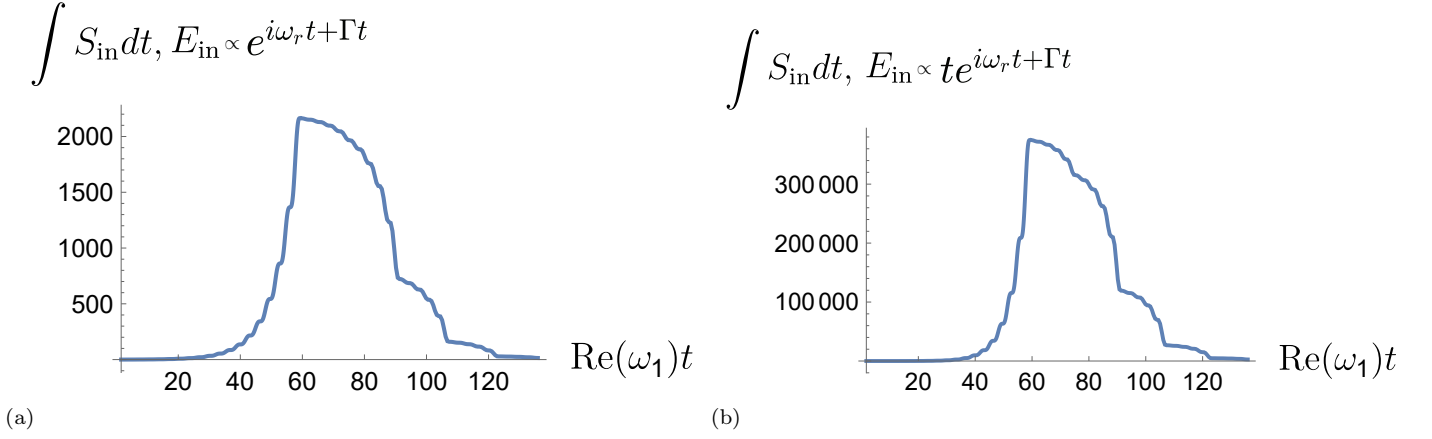 ∫ S_in dt, E_in ∝ e^{iω_r t+Γt}
2000
1500
1000
500
20 40 60 80 100 120
Re(ω_1)t
(a)
∫ S_in dt, E_in ∝ te^{iω_r t+Γt}
300 000
200 000
100 000
20 40 60 80 100 120
Re(ω_1)t
(b)